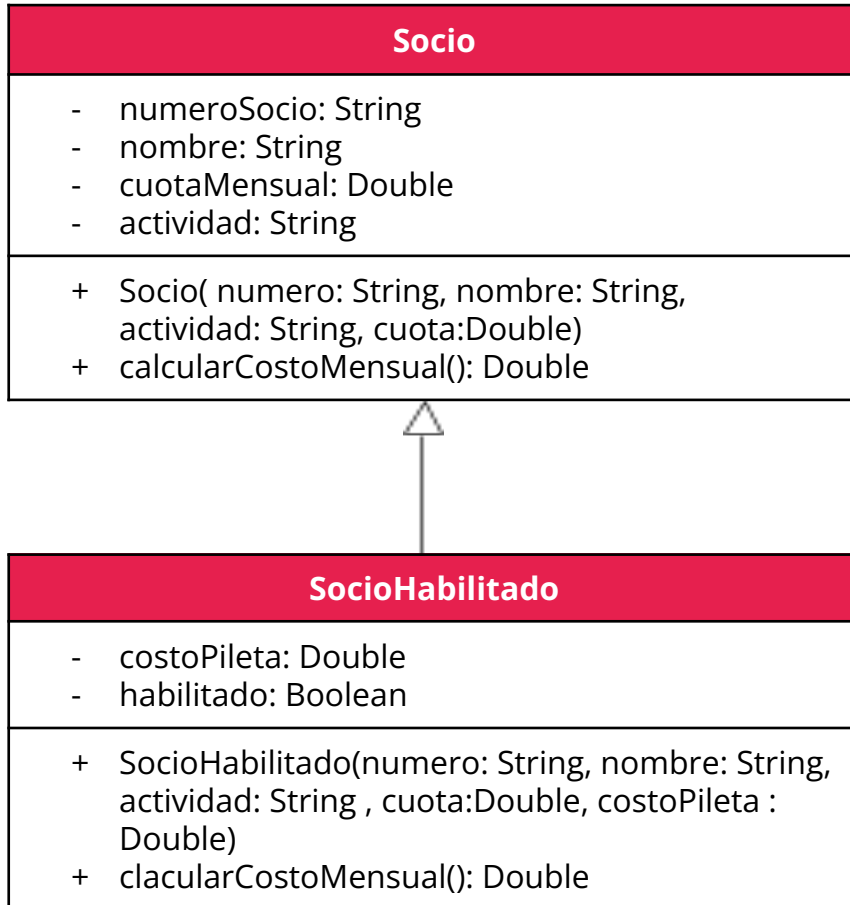 Socio
- numeroSocio: String
- nombre: String
- cuotaMensual: Double
- actividad: String
+ Socio( numero: String, nombre: String,
actividad: String, cuota:Double)
+ calcularCostoMensual(): Double
SocioHabilitado
- costoPileta: Double
- habilitado: Boolean
+ SocioHabilitado(numero: String, nombre: String,
actividad: String , cuota:Double, costoPileta :
Double)
+ clacularCostoMensual(): Double